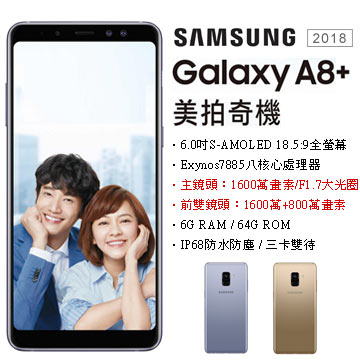 SAMSUNG 2018
Galaxy A8+
美拍奇機
· 6.0吋S-AMOLED 18.5:9全螢幕
· Exynos7885八核心處理器
· 主鏡頭：1600萬畫素/F1.7大光圈
· 前雙鏡頭：1600萬+800萬畫素
· 6G RAM / 64G ROM
· IP68防水防塵 / 三卡雙待
SAMSUNG
SAMSUNG